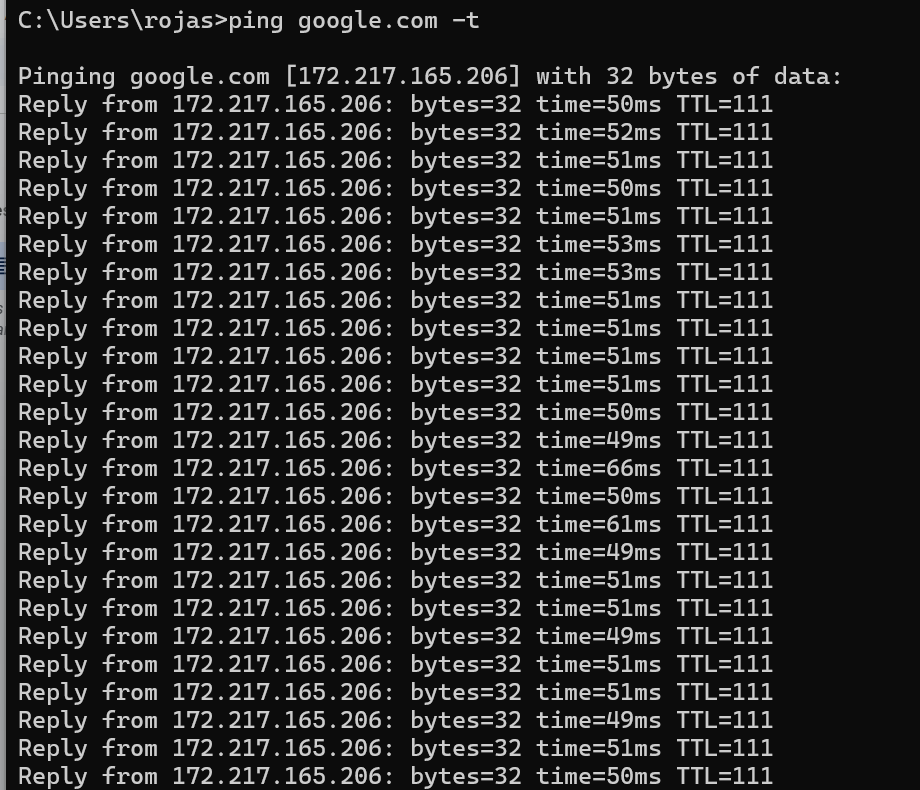 C:\Users\rojas>ping google.com -t
Pinging google.com [172.217.165.206] with 32 bytes of data:
Reply from 172.217.165.206: bytes=32 time=50ms TTL=111
Reply from 172.217.165.206: bytes=32 time=52ms TTL=111
Reply from 172.217.165.206: bytes=32 time=51ms TTL=111
Reply from 172.217.165.206: bytes=32 time=50ms TTL=111
Reply from 172.217.165.206: bytes=32 time=51ms TTL=111
Reply from 172.217.165.206: bytes=32 time=53ms TTL=111
Reply from 172.217.165.206: bytes=32 time=53ms TTL=111
Reply from 172.217.165.206: bytes=32 time=51ms TTL=111
Reply from 172.217.165.206: bytes=32 time=51ms TTL=111
Reply from 172.217.165.206: bytes=32 time=51ms TTL=111
Reply from 172.217.165.206: bytes=32 time=51ms TTL=111
Reply from 172.217.165.206: bytes=32 time=50ms TTL=111
Reply from 172.217.165.206: bytes=32 time=49ms TTL=111
Reply from 172.217.165.206: bytes=32 time=66ms TTL=111
Reply from 172.217.165.206: bytes=32 time=50ms TTL=111
Reply from 172.217.165.206: bytes=32 time=61ms TTL=111
Reply from 172.217.165.206: bytes=32 time=49ms TTL=111
Reply from 172.217.165.206: bytes=32 time=51ms TTL=111
Reply from 172.217.165.206: bytes=32 time=51ms TTL=111
Reply from 172.217.165.206: bytes=32 time=49ms TTL=111
Reply from 172.217.165.206: bytes=32 time=51ms TTL=111
Reply from 172.217.165.206: bytes=32 time=51ms TTL=111
Reply from 172.217.165.206: bytes=32 time=49ms TTL=111
Reply from 172.217.165.206: bytes=32 time=51ms TTL=111
Reply from 172.217.165.206: bytes=32 time=50ms TTL=111